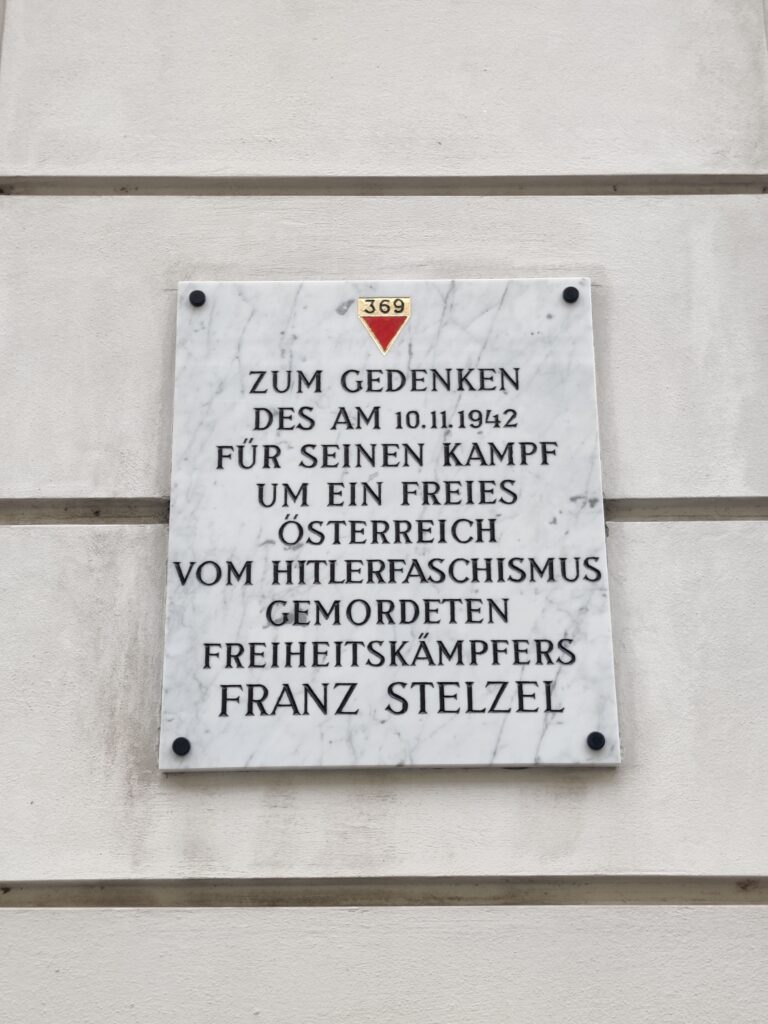 369
ZUM GEDENKEN
DES AM 10.11.1942
FÜR SEINEN KAMPF
UM EIN FREIES
ÖSTERREICH
VOM HITLERFASCHISMUS
GEMORDETEN
FREIHEITSKÄMPFERS
FRANZ STELZEL